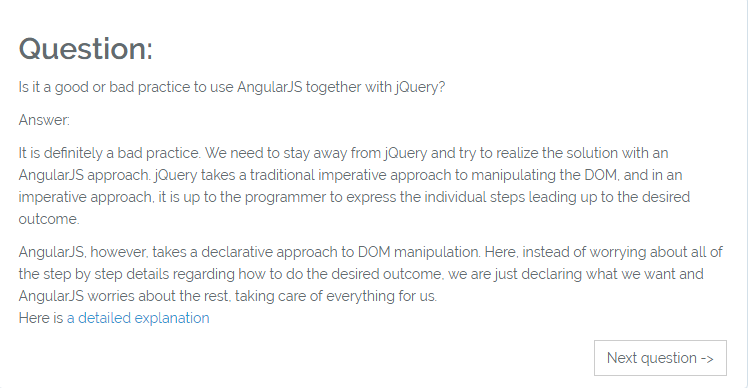 Question:
Is it a good or bad practice to use AngularJS together with jQuery?
Answer:
It is definitely a bad practice. We need to stay away from jQuery and try to realize the solution with an
AngularJS approach. jQuery takes a traditional imperative approach to manipulating the DOM, and in an
imperative approach, it is up to the programmer to express the individual steps leading up to the desired
outcome.
AngularJS, however, takes a declarative approach to DOM manipulation. Here, instead of worrying about all of
the step by step details regarding how to do the desired outcome, we are just declaring what we want and
AngularJS worries about the rest, taking care of everything for us.
Here is a detailed explanation
Next question ->